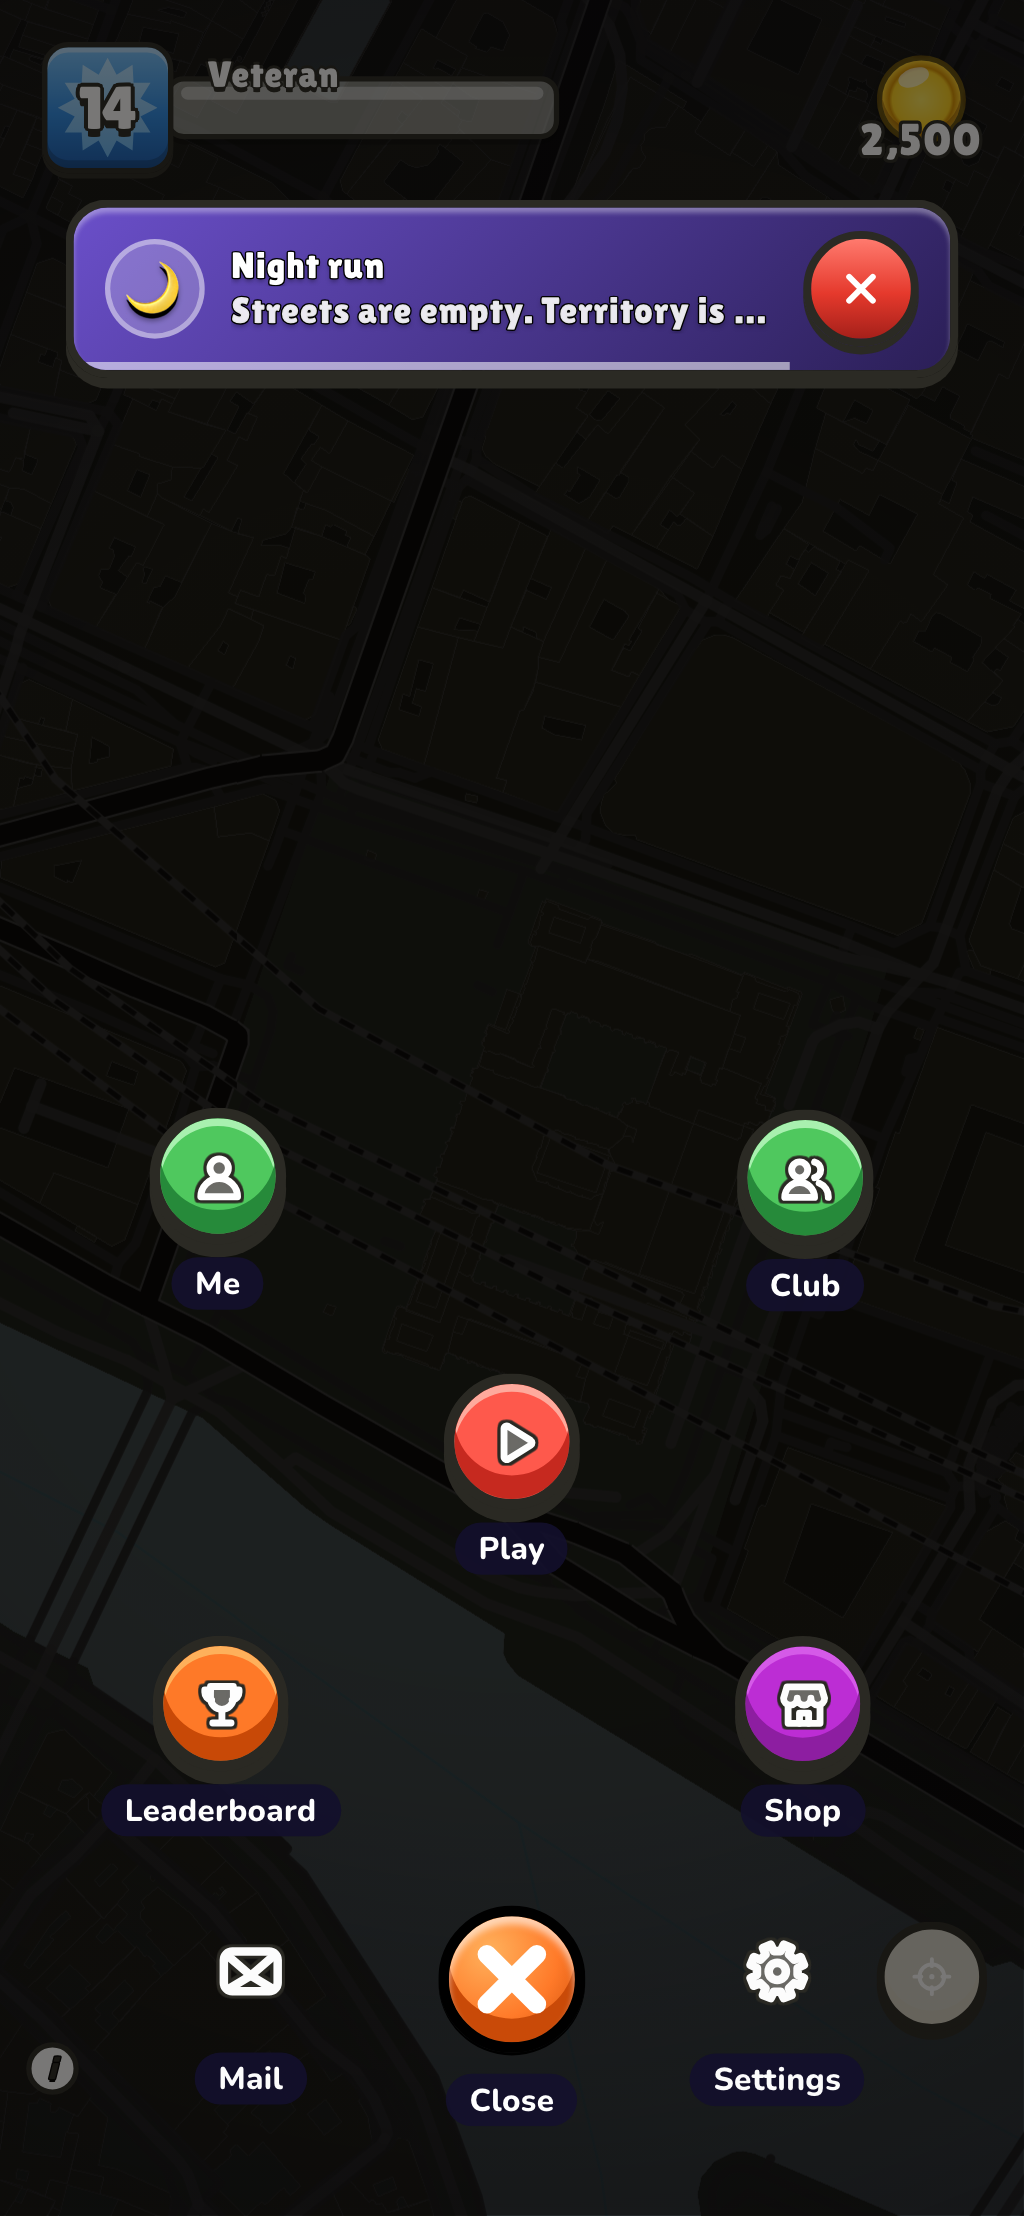 14
Veteran
2,500
Night run
Streets are empty. Territory is ...
Me
Club
Play
Leaderboard
Shop
Mail
Close
Settings